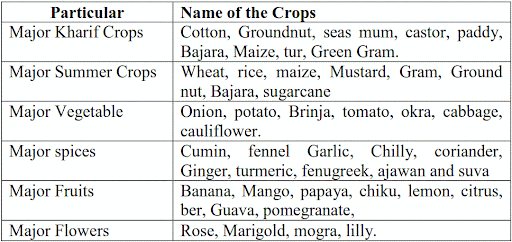 Particular Name of the Crops
Major Kharif Crops Cotton, Groundnut, seas mum, castor, paddy,
Bajara, Maize, tur, Green Gram.
Major Summer Crops Wheat, rice, maize, Mustard, Gram, Ground
nut, Bajara, sugarcane
Major Vegetable Onion, potato, Brinja, tomato, okra, cabbage,
cauliflower.
Major spices Cumin, fennel Garlic, Chilly, coriander,
Ginger, turmeric, fenugreek, ajawan and suva
Major Fruits Banana, Mango, papaya, chiku, lemon, citrus,
ber, Guava, pomegranate,
Major Flowers Rose, Marigold, mogra, lilly.